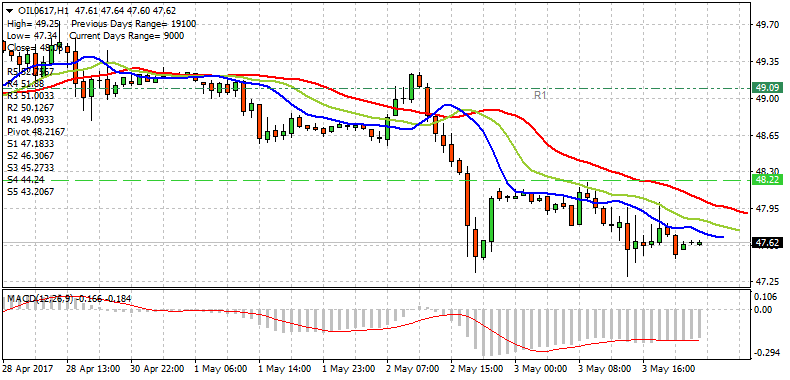 OIL0617,H1 47.61 47.64 47.60 47.62
High= 49.25 Previous Days Range= 19100
Low= 47.34 Current Days Range= 9000
R4 51.88
R3 51.0033
R2 50.1267
R1 49.0933
Pivot 48.2167
S1 47.1833
S2 46.3067
S3 45.2733
S4 44.24
S5 43.2067
R1
49.70
49.35
49.09
49.00
48.65
48.30
48.22
47.95
47.62
47.25
MACD(12,26,9) -0.166 -0.184
0.106
0.00
-0.294
28 Apr 2017 28 Apr 13:00 30 Apr 22:00 1 May 06:00 1 May 14:00 1 May 23:00 2 May 07:00 2 May 15:00 3 May 00:00 3 May 08:00 3 May 16:00